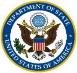 DEPARTMENT OF STATE
UNITED STATES OF AMERICA